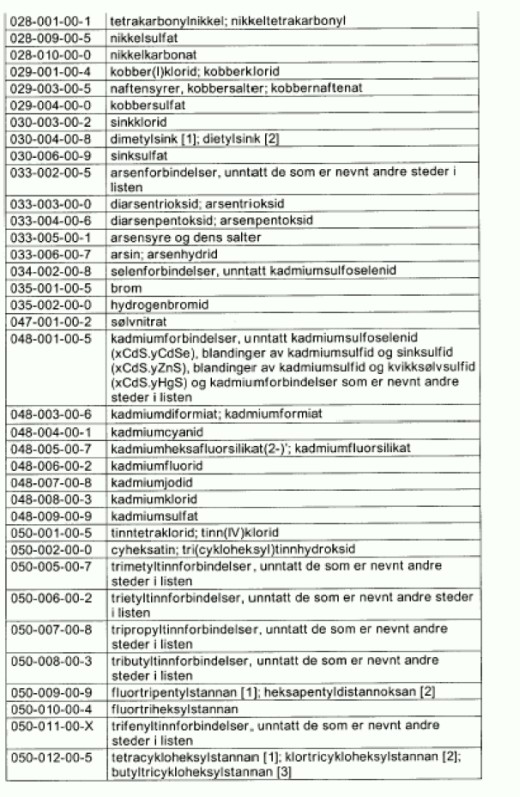 028-001-00-1 tetrakarbonylnikkel; nikkeltetrakarbonyl
028-009-00-5 nikkelsulfat
028-010-00-0 nikkelkarbonat
029-001-00-4 kobber(I)klorid; kobberklorid
029-003-00-5 naftensyrer, kobbersalter; kobbernaftenat
029-004-00-0 kobbersulfat
030-003-00-2 sinkklorid
030-004-00-8 dimetylsink [1]; dietylsink [2]
030-006-00-9 sinksulfat
033-002-00-5 arsenforbindelser, unntatt de som er nevnt andre steder i
listen
033-003-00-0 diarsentrioksid; arsentrioksid
033-004-00-6 diarsenpentoksid; arsenpentoksid
033-005-00-1 arsensyre og dens salter
033-006-00-7 arsin; arsenhydrid
034-002-00-8 selenforbindelser, unntatt kadmiumsulfoselenid
035-001-00-5 brom
035-002-00-0 hydrogenbromid
047-001-00-2 sølvnitrat
048-001-00-5 kadmiumforbindelser, unntatt kadmiumsulfoselenid
(xCdS.yCdSe), blandinger av kadmiumsulfid og sinksulfid
(xCdS.yZnS), blandinger av kadmiumsulfid og kvikksølvsulfid
(xCdS.yHgS) og kadmiumforbindelser som er nevnt andre
steder i listen
048-003-00-6 kadmiumdiformiat; kadmiumformiat
048-004-00-1 kadmiumcyanid
048-005-00-7 kadmiumheksafluorsilikat(2-)'; kadmiumfluorsilikat
048-006-00-2 kadmiumfluorid
048-007-00-8 kadmiumjodid
048-008-00-3 kadmiumklorid
048-009-00-9 kadmiumsulfat
050-001-00-5 tinntetraklorid; tinn(IV)klorid
050-002-00-0 cyheksatin; tri(cykloheksyl)tinnhydroksid
050-005-00-7 trimetyltinnforbindelser, unntatt de som er nevnt andre
steder i listen
050-006-00-2 trietyltinnforbindelser, unntatt de som er nevnt andre steder
i listen
050-007-00-8 tripropyltinnforbindelser, unntatt de som er nevnt andre
steder i listen
050-008-00-3 tributyltinnforbindelser, unntatt de som er nevnt andre
steder i listen
050-009-00-9 fluortripentylstannan [1]; heksapentyldistannoksan [2]
050-010-00-4 fluortriheksylstannan
050-011-00-X trifenyltinnforbindelser, unntatt de som er nevnt andre
steder i listen
050-012-00-5 tetracykloheksylstannan [1]; klortricykloheksylstannan [2];
butyltricykloheksylstannan [3]